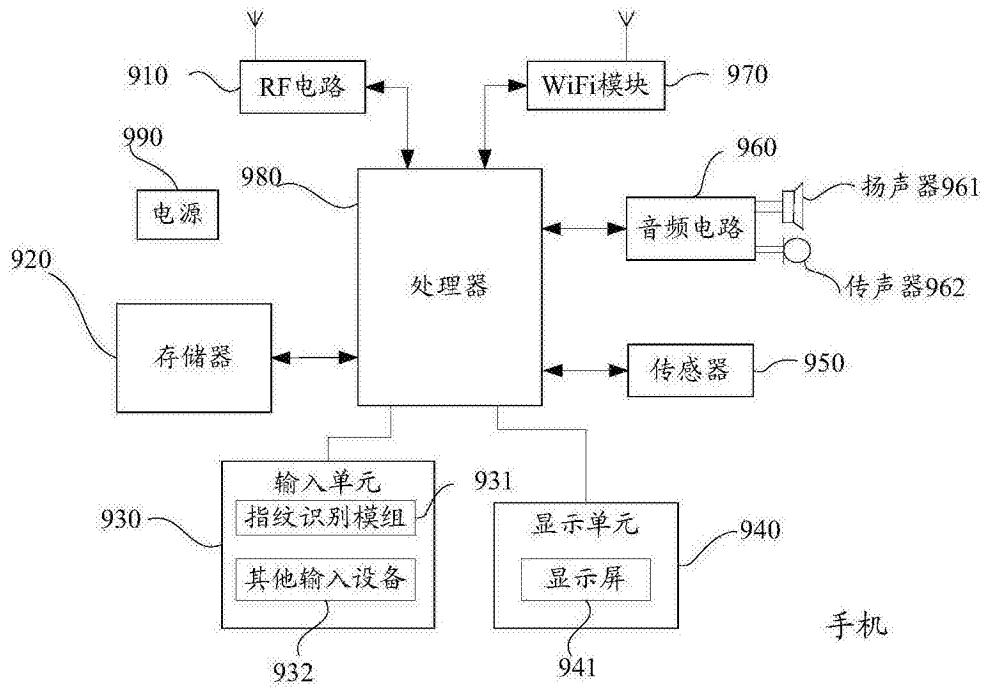 910
RF电路
WiFi模块
970
990
电源
980
960
扬声器961
音频电路
传声器962
920
存储器
处理器
传感器
950
输入单元
931
930
指纹识别模组
其他输入设备
932
显示单元
940
显示屏
941
手机